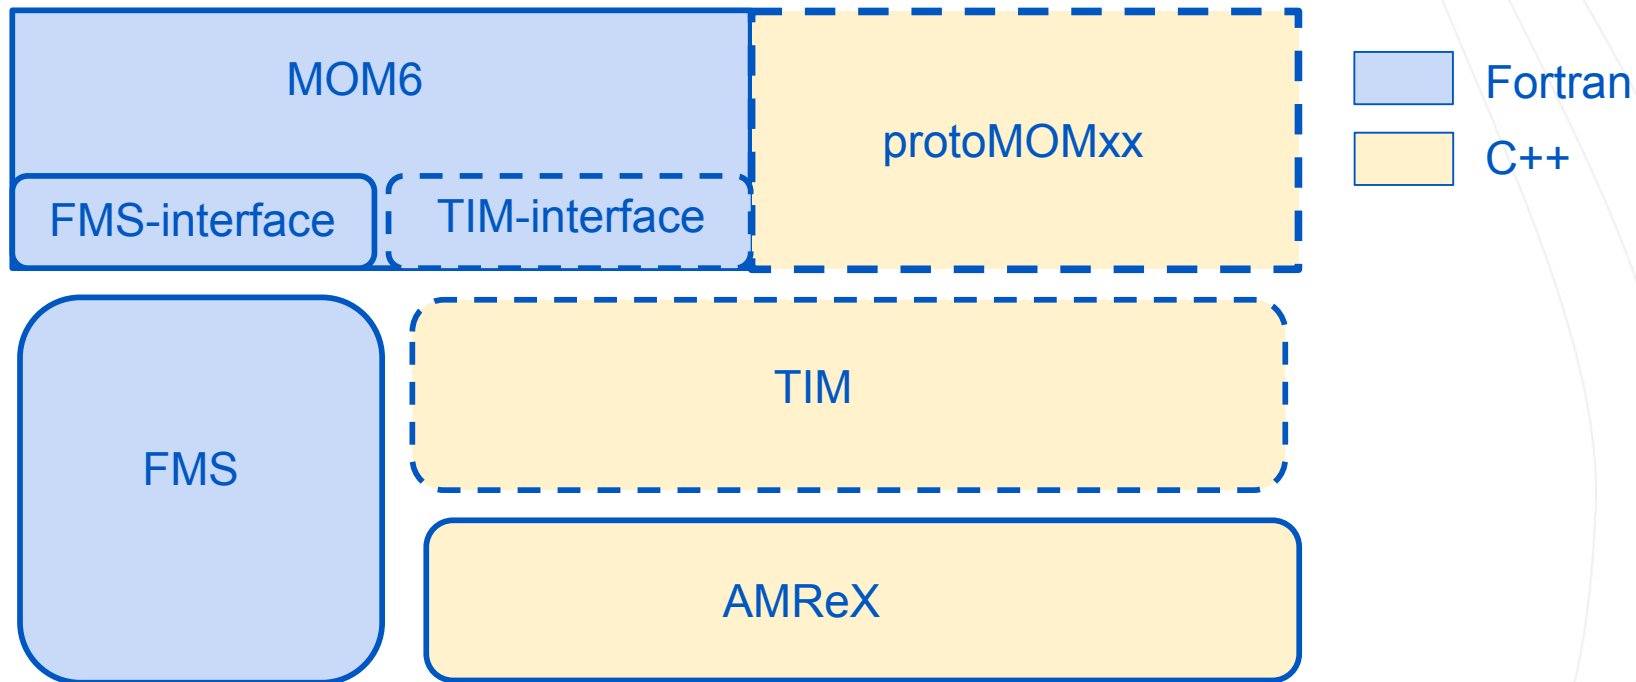 MOM6
protoMOMxx
FMS-interface
TIM-interface
FMS
TIM
AMReX
Fortran
C++